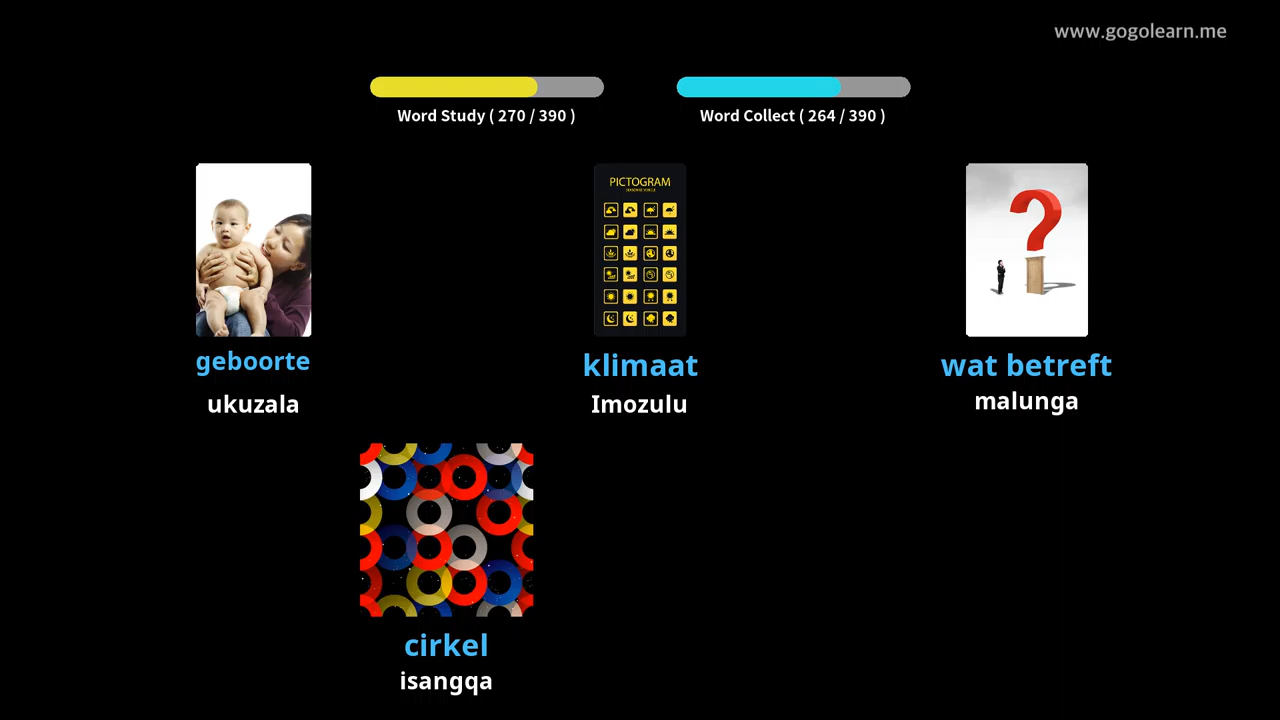 www.gogolearn.me
Word Study ( 270 / 390 )
Word Collect ( 264 / 390 )
PICTOGRAM
geboorte
ukuzala
klimaat
Imozulu
wat betreft
malunga
cirkel
isangqa